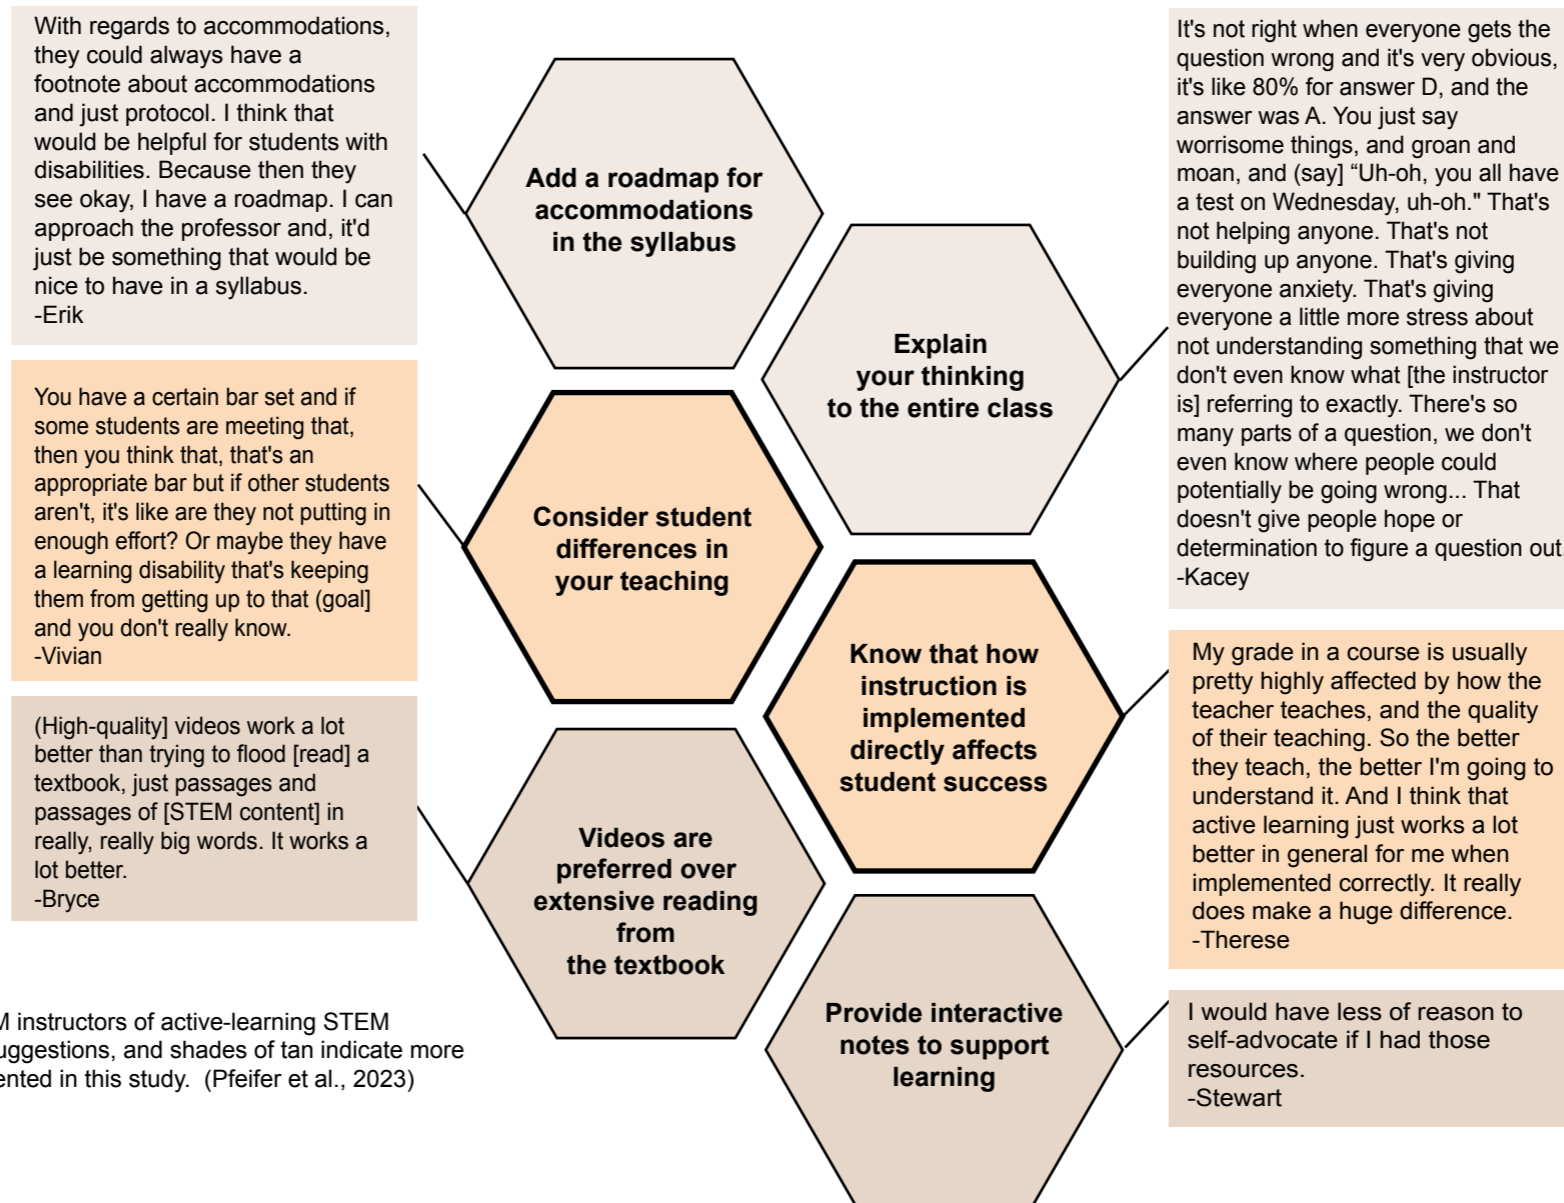 With regards to accommodations,
they could always have a
footnote about accommodations
and just protocol. I think that
would be helpful for students with
disabilities. Because then they
see okay, I have a roadmap. I can
approach the professor and, it'd
just be something that would be
nice to have in a syllabus.
-Erik
Add a roadmap for
accommodations
in the syllabus
It's not right when everyone gets the
question wrong and it's very obvious,
it's like 80% for answer D, and the
answer was A. You just say
worrisome things, and groan and
moan, and (say] “Uh-oh, you all have
a test on Wednesday, uh-oh." That's
not helping anyone. That's not
building up anyone. That's giving
everyone anxiety. That's giving
everyone a little more stress about
not understanding something that we
don't even know what [the instructor
is] referring to exactly. There's so
many parts of a question, we don't
even know where people could
potentially be going wrong... That
doesn't give people hope or
determination to figure a question out.
-Kacey
Explain
your thinking
to the entire class
You have a certain bar set and if
some students are meeting that,
then you think that, that's an
appropriate bar but if other students
aren't, it's like are they not putting in
enough effort? Or maybe they have
a learning disability that's keeping
them from getting up to that (goal]
and you don't really know.
-Vivian
Consider student
differences in
your teaching
Know that how
instruction is
implemented
directly affects
student success
My grade in a course is usually
pretty highly affected by how the
teacher teaches, and the quality
of their teaching. So the better
they teach, the better I'm going to
understand it. And I think that
active learning just works a lot
better in general for me when
implemented correctly. It really
does make a huge difference.
-Therese
(High-quality] videos work a lot
better than trying to flood [read] a
textbook, just passages and
passages of [STEM content] in
really, really big words. It works a
lot better.
-Bryce
Videos are
preferred over
extensive reading
from
the textbook
Provide interactive
notes to support
learning
I would have less of reason to
self-advocate if I had those
resources.
-Stewart
M instructors of active-learning STEM
uggestions, and shades of tan indicate more
ented in this study. (Pfeifer et al., 2023)